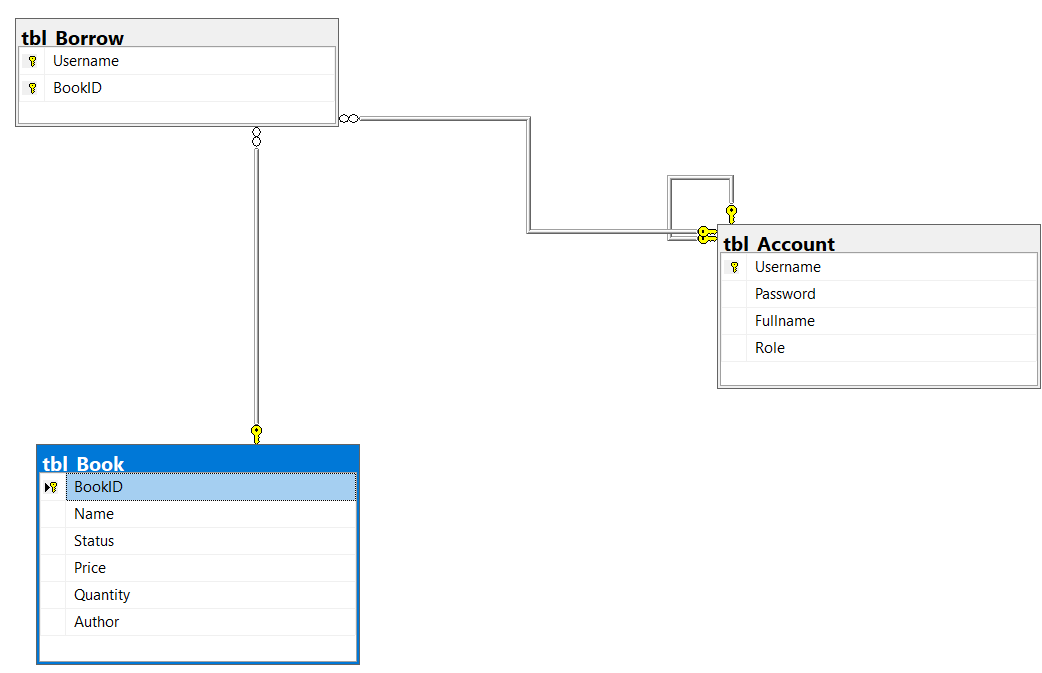 tbl_Borrow
Username
BookID
tbl_Account
Username
Password
Fullname
Role
tbl_Book
BookID
Name
Status
Price
Quantity
Author